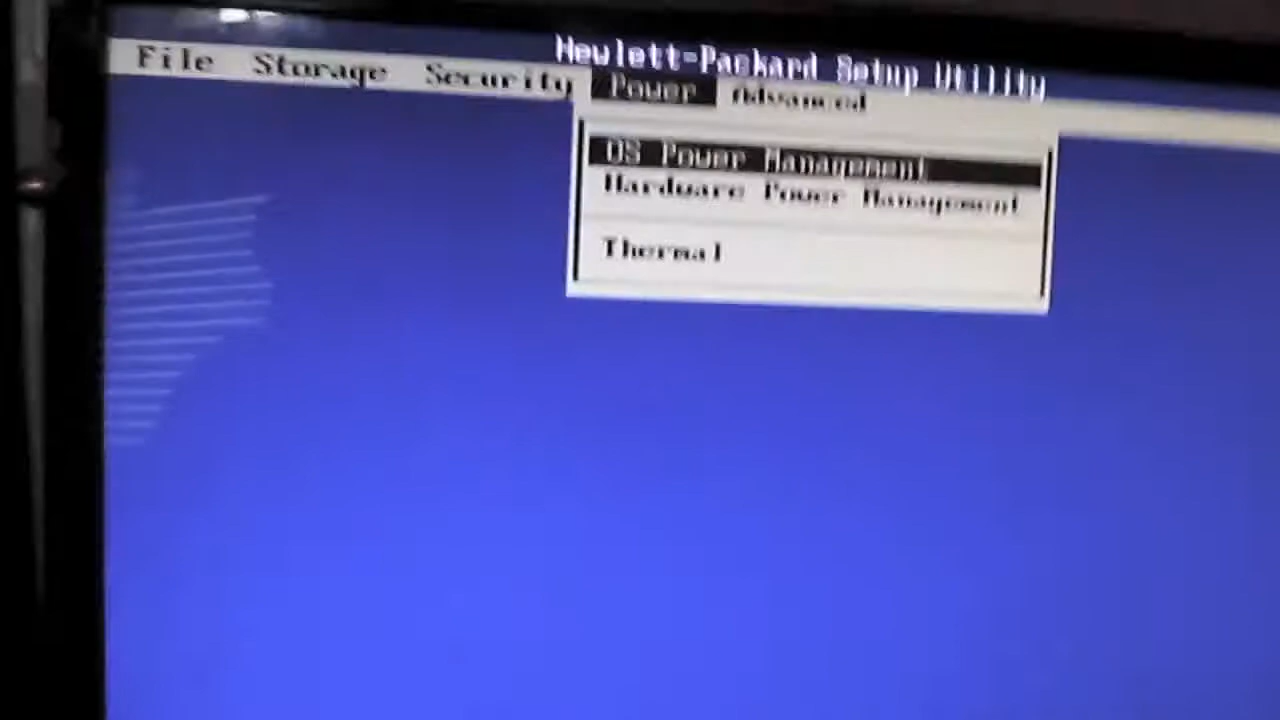 Hewlett-Packard Setup Utility
File Storage Security Power Advanced
OS Power Management
Hardware Power Management
Thermal